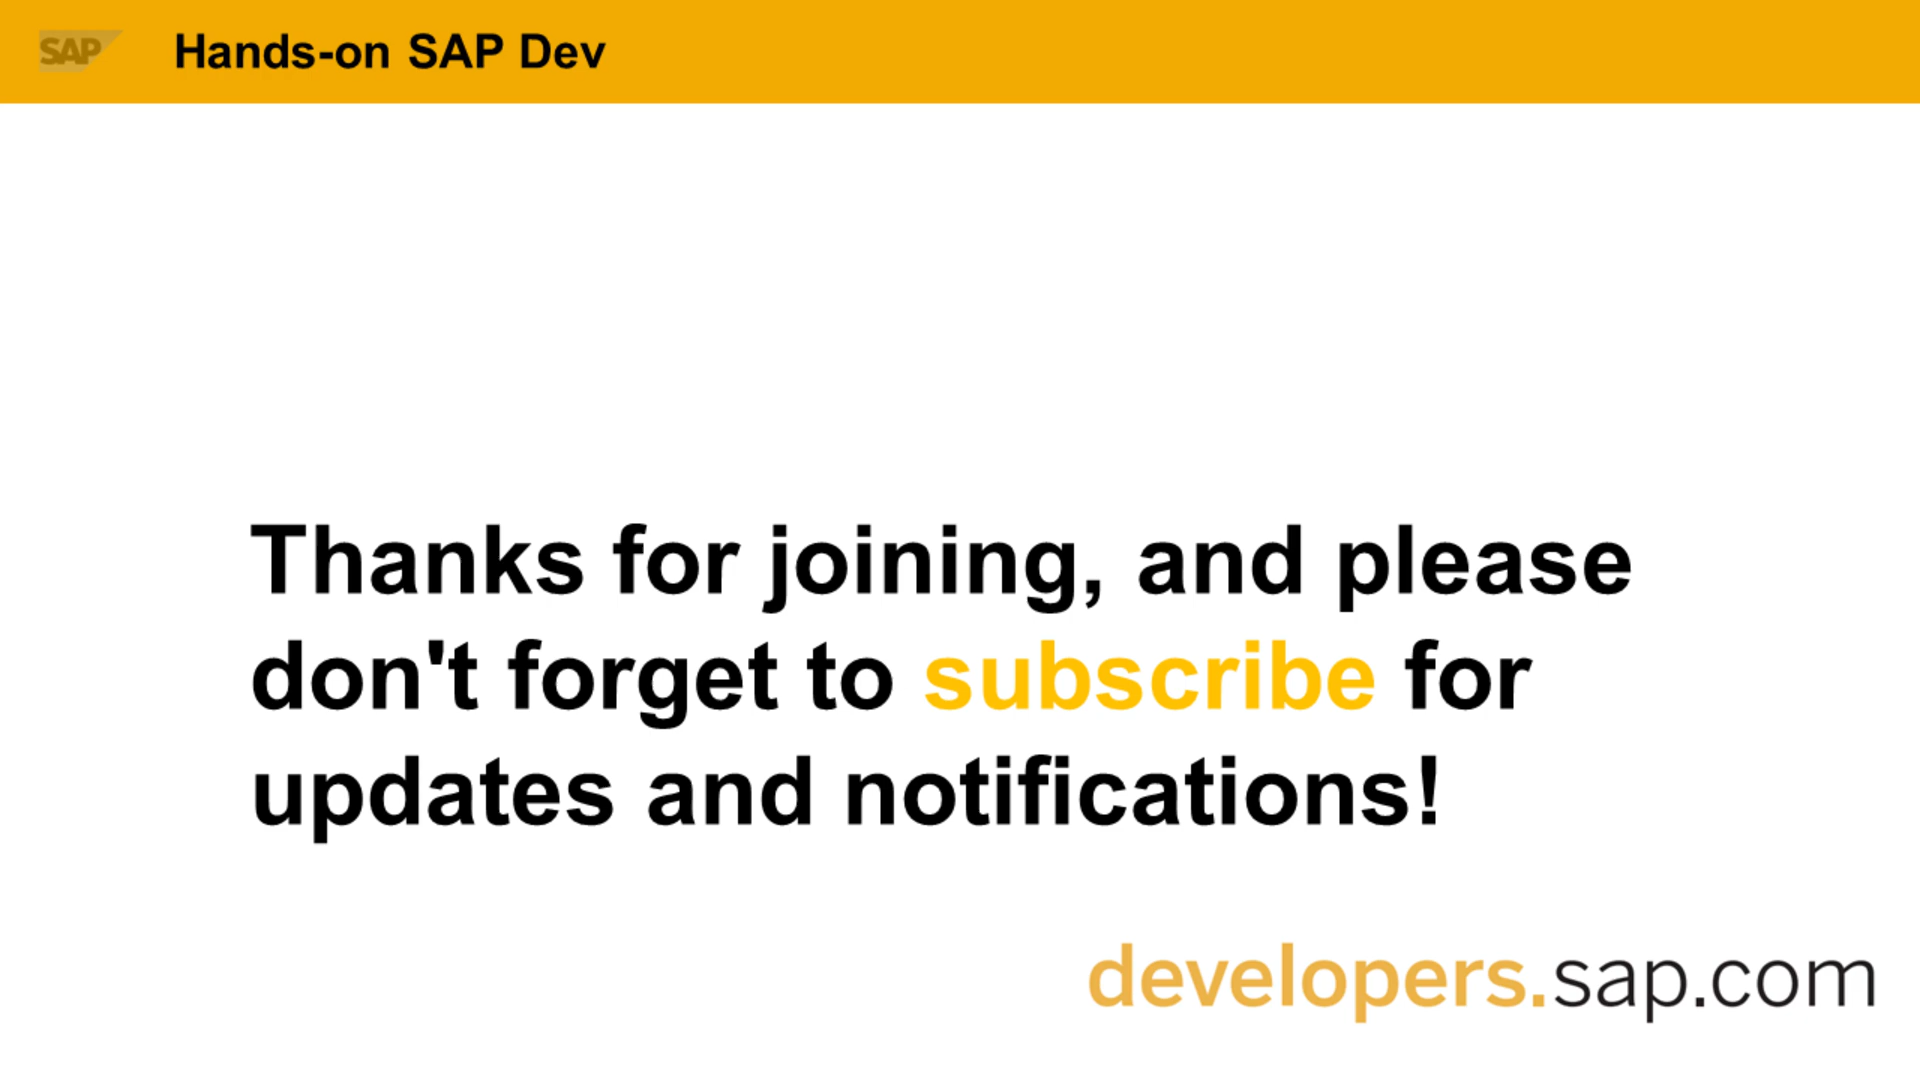 SAP
Hands-on SAP Dev
Thanks for joining, and please
don't forget to subscribe for
updates and notifications!
developers.sap.com